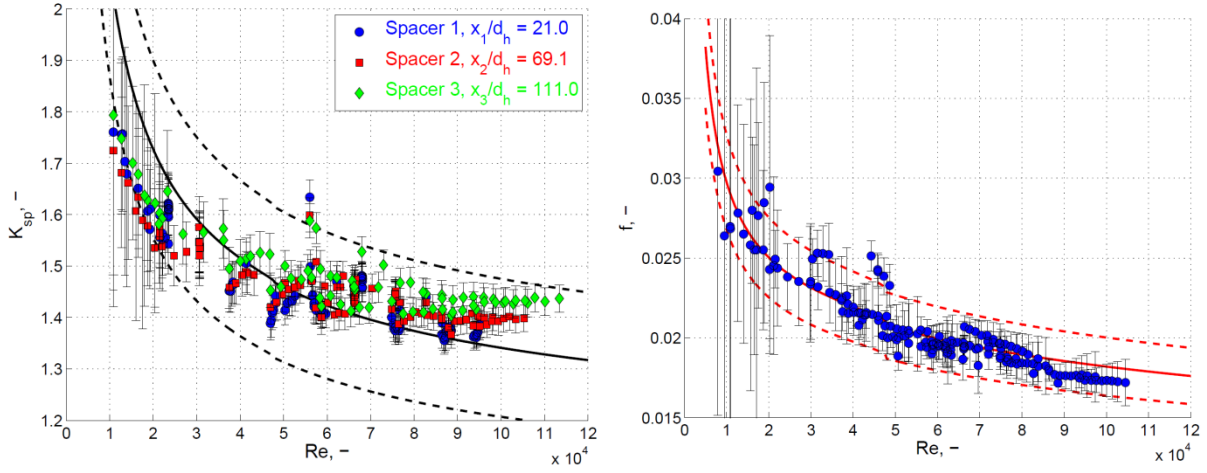 2
1.9
1.8
1.7
1.6
1.5
1.4
1.3
1.2
K_sp, −
Spacer 1, x_1/d_h = 21.0
Spacer 2, x_2/d_h = 69.1
Spacer 3, x_3/d_h = 111.0
0 1 2 3 4 5 6 7 8 9 10 11 12
Re, −
x 10^4
0.04
0.035
0.03
0.025
0.02
0.015
f, −
0 1 2 3 4 5 6 7 8 9 10 11 12
Re, −
x 10^4